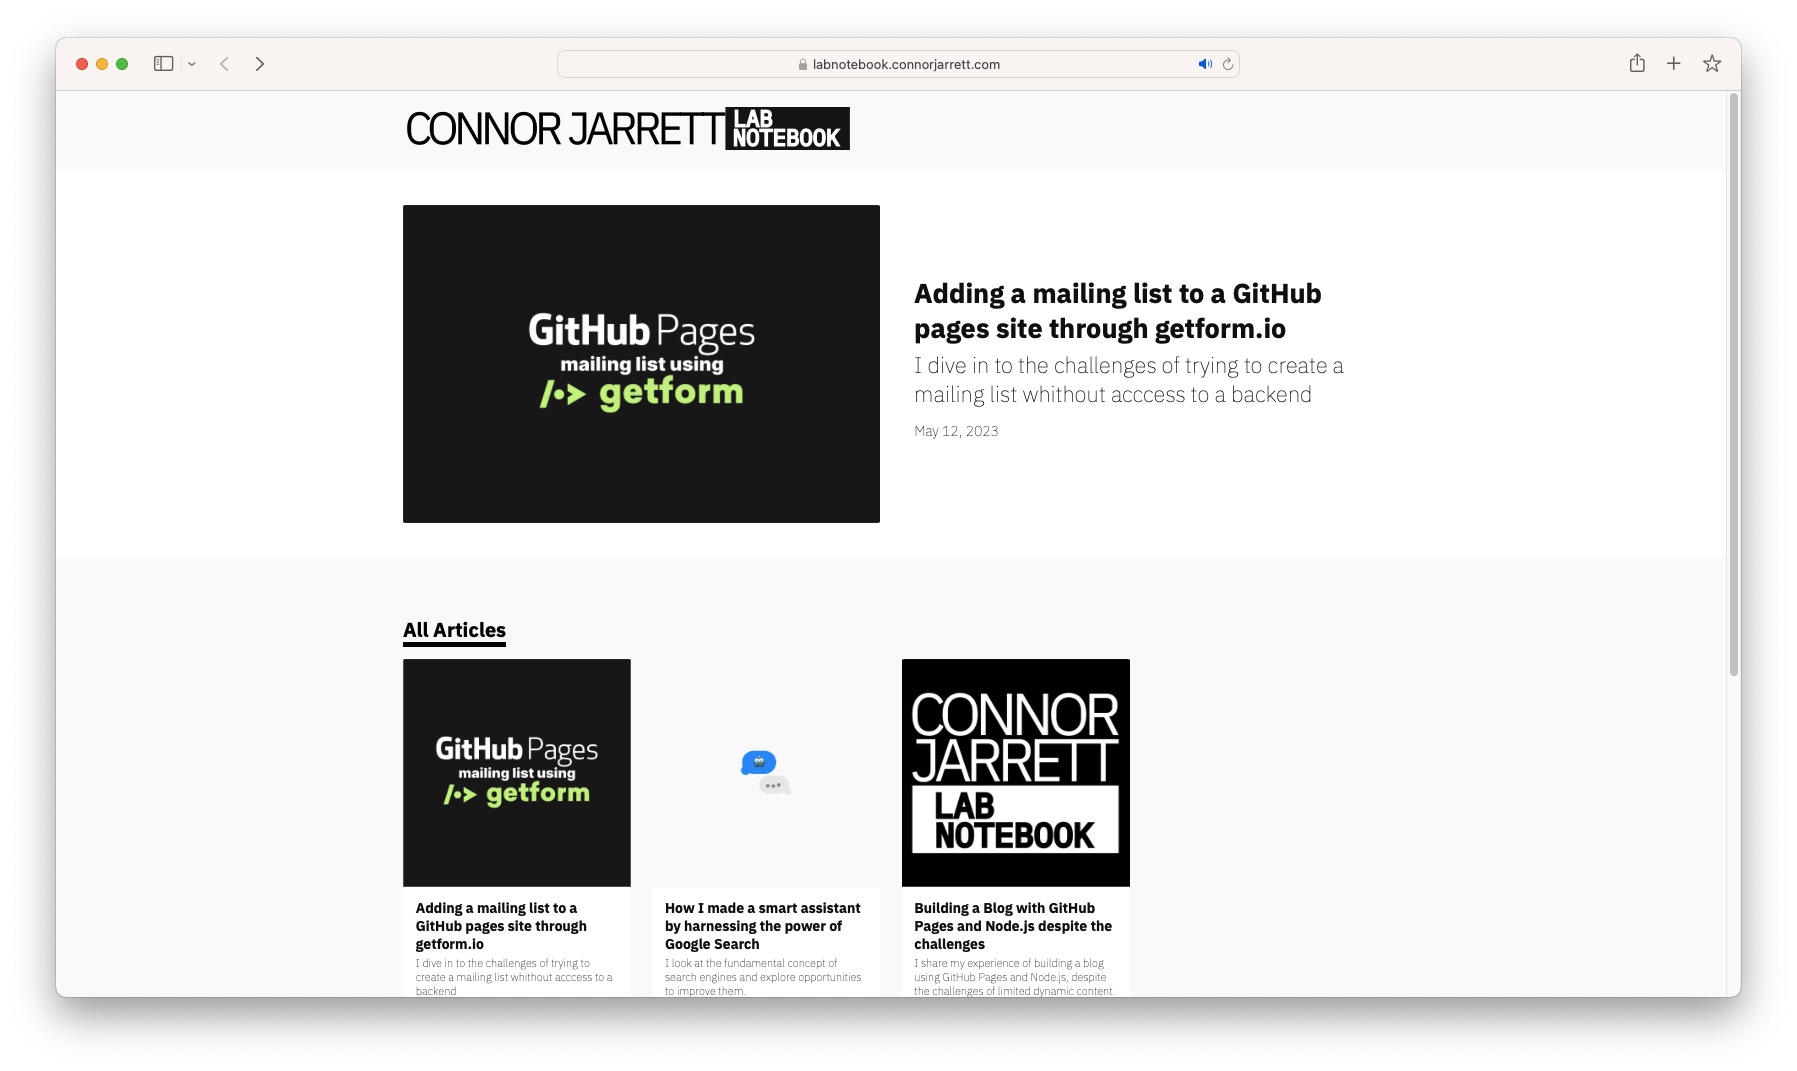 labnotebook.connorjarrett.com
CONNOR JARRETT LAB
NOTEBOOK
GitHub Pages
mailing list using
getform
Adding a mailing list to a GitHub
pages site through getform.io
I dive in to the challenges of trying to create a
mailing list whithout acccess to a backend
May 12, 2023
All Articles
GitHub Pages
mailing list using
getform
Adding a mailing list to a
GitHub pages site through
getform.io
I dive in to the challenges of trying to
create a mailing list whithout acccess to a
backend
How I made a smart assistant
by harnessing the power of
Google Search
I look at the fundamental concept of
search engines and explore opportunities
to improve them.
CONNOR
JARRETT
LAB
NOTEBOOK
Building a Blog with GitHub
Pages and Node.js despite the
challenges
I share my experience of building a blog
using GitHub Pages and Node.js, despite
the challenges of limited dynamic content.